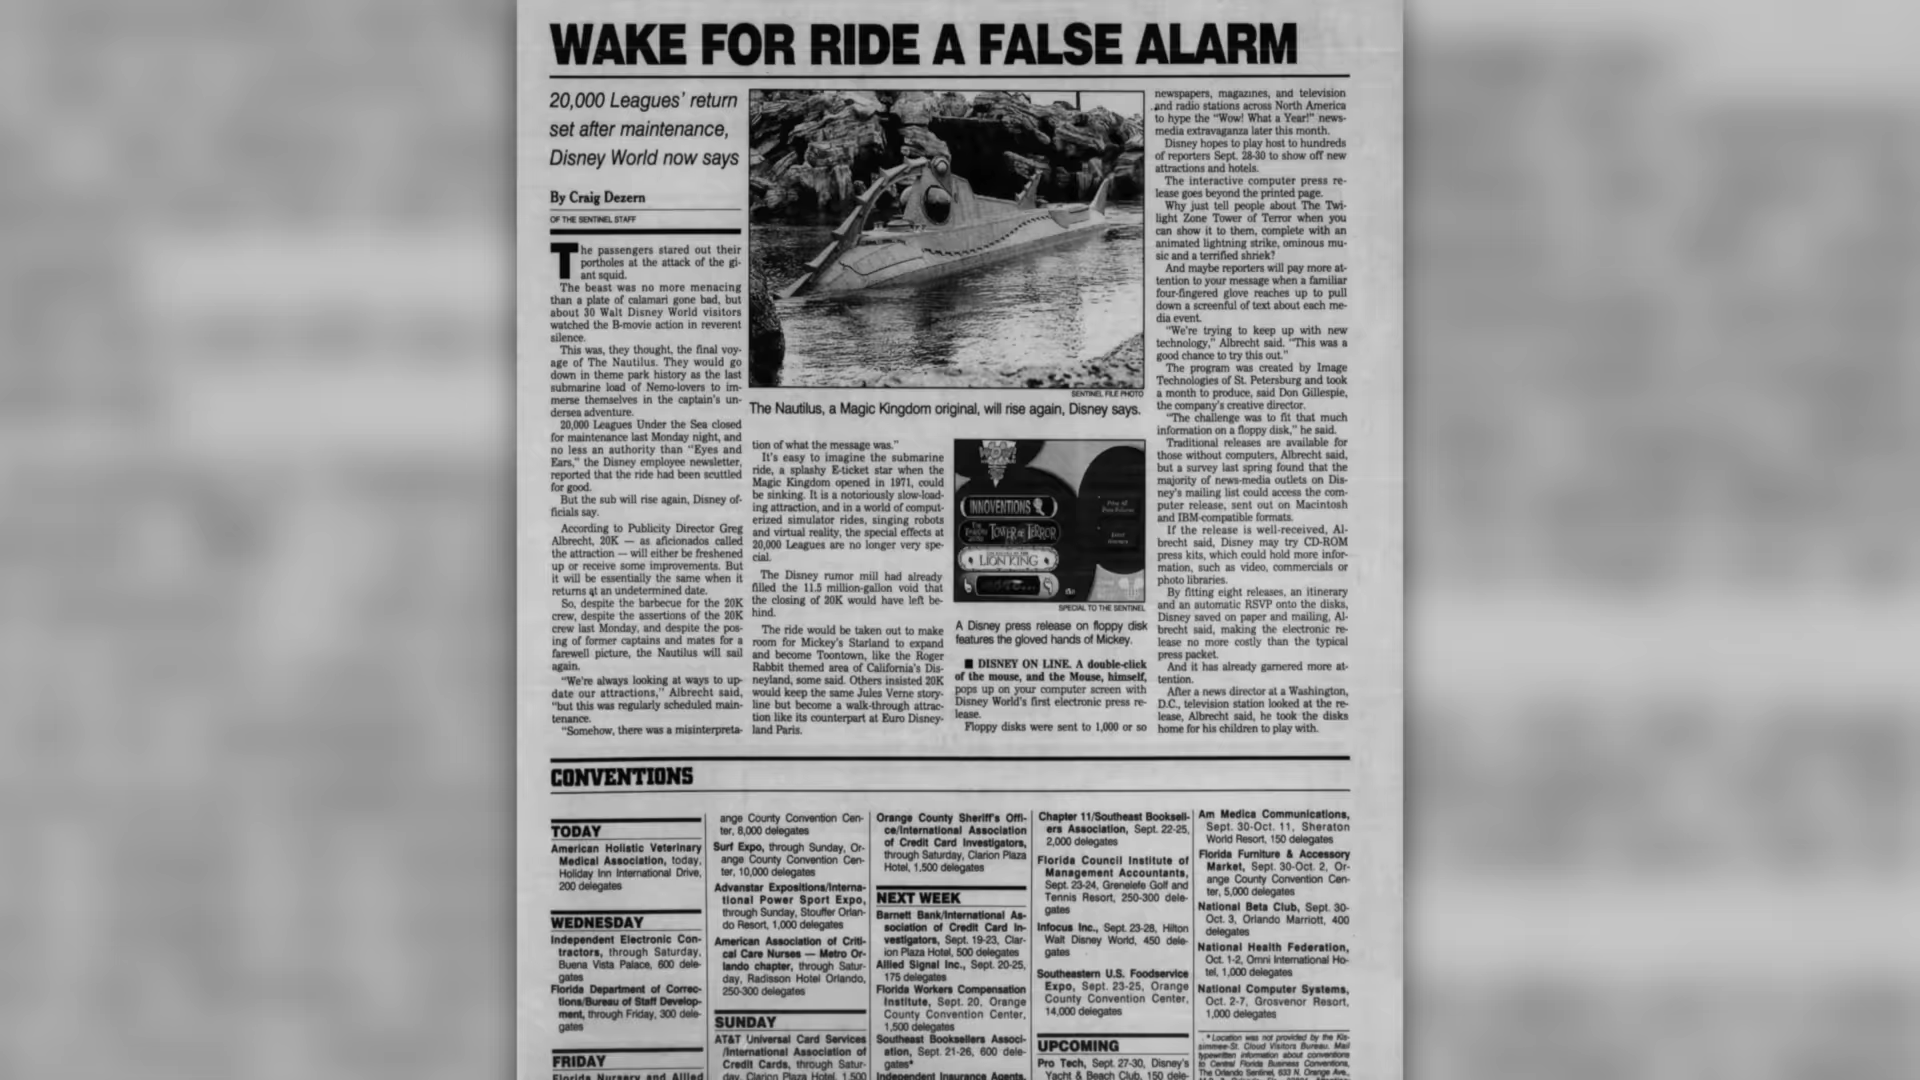 WAKE FOR RIDE A FALSE ALARM
20,000 Leagues' return
set after maintenance,
Disney World now says
By Craig Dezern
OF THE SENTINEL STAFF
The passengers stared out their
portholes at the attack of the gi-
ant squid.
The beast was no more menacing
than a plate of calamari gone bad, but
about 30 Walt Disney World visitors
watched the B-movie action in reverent
silence.
This was, they thought, the final voy-
age of The Nautilus. They would go
down in theme park history as the last
submarine load of Nemo-lovers to im-
merse themselves in the captain's un-
dersea adventure.
20,000 Leagues Under the Sea closed
for maintenance last Monday night, and
no less an authority than "Eyes and
Ears," the Disney employee newsletter,
reported that the ride had been scuttled
for good.
But the sub will rise again, Disney of-
ficials say.
According to Publicity Director Greg
Albrecht, 20K — as aficionados called
the attraction — will either be freshened
up or receive some improvements. But
it will be essentially the same when it
returns at an undetermined date.
So, despite the barbecue for the 20K
crew, despite the assertions of the 20K
crew last Monday, and despite the pos-
ing of former captains and mates for a
farewell picture, the Nautilus will sail
again.
"We're always looking at ways to up-
date our attractions," Albrecht said,
"but this was regularly scheduled main-
tenance.
"Somehow, there was a misinterpreta-
SENTINEL FILE PHOTO
The Nautilus, a Magic Kingdom original, will rise again, Disney says.
tion of what the message was."
It's easy to imagine the submarine
ride, a splashy E-ticket star when the
Magic Kingdom opened in 1971, could
be sinking. It is a notoriously slow-load-
ing attraction, and in a world of comput-
erized simulator rides, singing robots
and virtual reality, the special effects at
20,000 Leagues are no longer very spe-
cial.
The Disney rumor mill had already
filled the 11.5 million-gallon void that
the closing of 20K would have left be-
hind.
The ride would be taken out to make
room for Mickey's Starland to expand
and become Toontown, like the Roger
Rabbit themed area of California's Dis-
neyland, some said. Others insisted 20K
would keep the same Jules Verne story-
line but become a walk-through attrac-
tion like its counterpart at Euro Disney-
land Paris.
WOW!
INNOVENTIONS
TOWER OF TERROR
LION KING
SPECIAL TO THE SENTINEL
A Disney press release on floppy disk
features the gloved hands of Mickey.
■ DISNEY ON LINE. A double-click
of the mouse, and the Mouse, himself,
pops up on your computer screen with
Disney World's first electronic press re-
lease.
Floppy disks were sent to 1,000 or so
newspapers, magazines, and television
and radio stations across North America
to hype the "Wow! What a Year!" news-
media extravaganza later this month.
Disney hopes to play host to hundreds
of reporters Sept. 28-30 to show off new
attractions and hotels.
The interactive computer press re-
lease goes beyond the printed page.
Why just tell people about The Twi-
light Zone Tower of Terror when you
can show it to them, complete with an
animated lightning strike, ominous mu-
sic and a terrified shriek?
And maybe reporters will pay more at-
tention to your message when a familiar
four-fingered glove reaches up to pull
down a screenful of text about each me-
dia event.
"We're trying to keep up with new
technology," Albrecht said. "This was a
good chance to try this out."
The program was created by Image
Technologies of St. Petersburg and took
a month to produce, said Don Gillespie,
the company's creative director.
"The challenge was to fit that much
information on a floppy disk," he said.
Traditional releases are available for
those without computers, Albrecht said,
but a survey last spring found that the
majority of news-media outlets on Dis-
ney's mailing list could access the com-
puter release, sent out on Macintosh
and IBM-compatible formats.
If the release is well-received, Al-
brecht said, Disney may try CD-ROM
press kits, which could hold more infor-
mation, such as video, commercials or
photo libraries.
By fitting eight releases, an itinerary
and an automatic RSVP onto the disks,
Disney saved on paper and mailing, Al-
brecht said, making the electronic re-
lease no more costly than the typical
press packet.
And it has already garnered more at-
tention.
After a news director at a Washington,
D.C., television station looked at the re-
lease, Albrecht said, he took the disks
home for his children to play with.
CONVENTIONS
TODAY
American Holistic Veterinary
Medical Association, today,
Holiday Inn International Drive,
200 delegates
WEDNESDAY
Independent Electronic Con-
tractors, through Saturday,
Buena Vista Palace, 600 dele-
gates
Florida Department of Correc-
tions/Bureau of Staff Develop-
ment, through Friday, 300 dele-
gates
FRIDAY
Florida Nursery and Allied
ange County Convention Cen-
ter, 8,000 delegates
Surf Expo, through Sunday, Or-
ange County Convention Cen-
ter, 10,000 delegates
Advanstar Expositions/Interna-
tional Power Sport Expo,
through Sunday, Stouffer Orlan-
do Resort, 1,000 delegates
American Association of Criti-
cal Care Nurses — Metro Or-
lando chapter, through Satur-
day, Radisson Hotel Orlando,
250-300 delegates
SUNDAY
AT&T Universal Card Services
/International Association of
Credit Cards, through Satur-
day, Clarion Plaza Hotel, 1,500
Orange County Sheriff's Offi-
ce/International Association
of Credit Card Investigators,
through Saturday, Clarion Plaza
Hotel, 1,500 delegates
NEXT WEEK
Barnett Bank/International As-
sociation of Credit Card In-
vestigators, Sept. 19-23, Clar-
ion Plaza Hotel, 500 delegates
Allied Signal Inc., Sept. 20-25,
175 delegates
Florida Workers Compensation
Institute, Sept. 20, Orange
County Convention Center,
1,500 delegates
Southeast Booksellers Associ-
ation, Sept. 21-26, 600 dele-
gates*
Independent Insurance Agents,
Chapter 11/Southeast Booksell-
ers Association, Sept. 22-25,
2,000 delegates
Florida Council Institute of
Management Accountants,
Sept. 23-24, Grenelefe Golf and
Tennis Resort, 250-300 dele-
gates
Infocus Inc., Sept. 23-28, Hilton
Walt Disney World, 450 dele-
gates
Southeastern U.S. Foodservice
Expo, Sept. 23-25, Orange
County Convention Center,
14,000 delegates
UPCOMING
Pro Tech, Sept. 27-30, Disney's
Yacht & Beach Club, 150 dele-
Am Medica Communications,
Sept. 30-Oct. 11, Sheraton
World Resort, 150 delegates
Florida Furniture & Accessory
Market, Sept. 30-Oct. 2, Or-
ange County Convention Cen-
ter, 5,000 delegates
National Beta Club, Sept. 30-
Oct. 3, Orlando Marriott, 400
delegates
National Health Federation,
Oct. 1-2, Omni International Ho-
tel, 1,000 delegates
National Computer Systems,
Oct. 2-7, Grosvenor Resort,
1,000 delegates
* Location was not provided by the Kis-
simmee-St. Cloud Visitors Bureau. Mail
typewritten information about conventions
to Central Florida Business Conventions,
The Orlando Sentinel, 633 N. Orange Ave.,